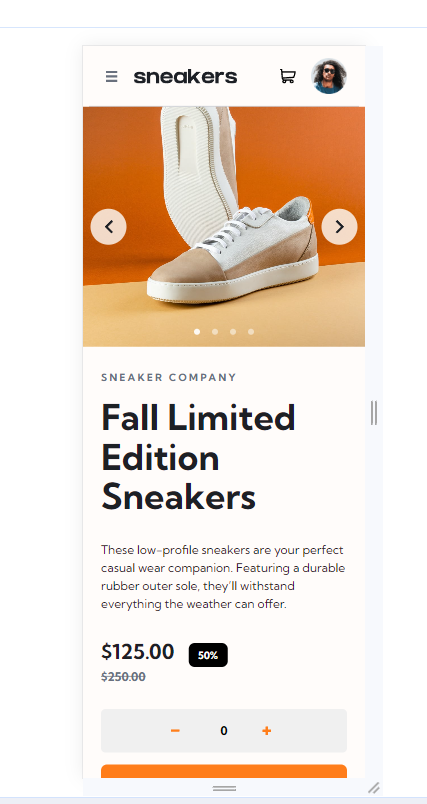 sneakers
SNEAKER COMPANY
Fall Limited
Edition
Sneakers
These low-profile sneakers are your perfect
casual wear companion. Featuring a durable
rubber outer sole, they'll withstand
everything the weather can offer.
$125.00 50%
$250.00
− 0 +